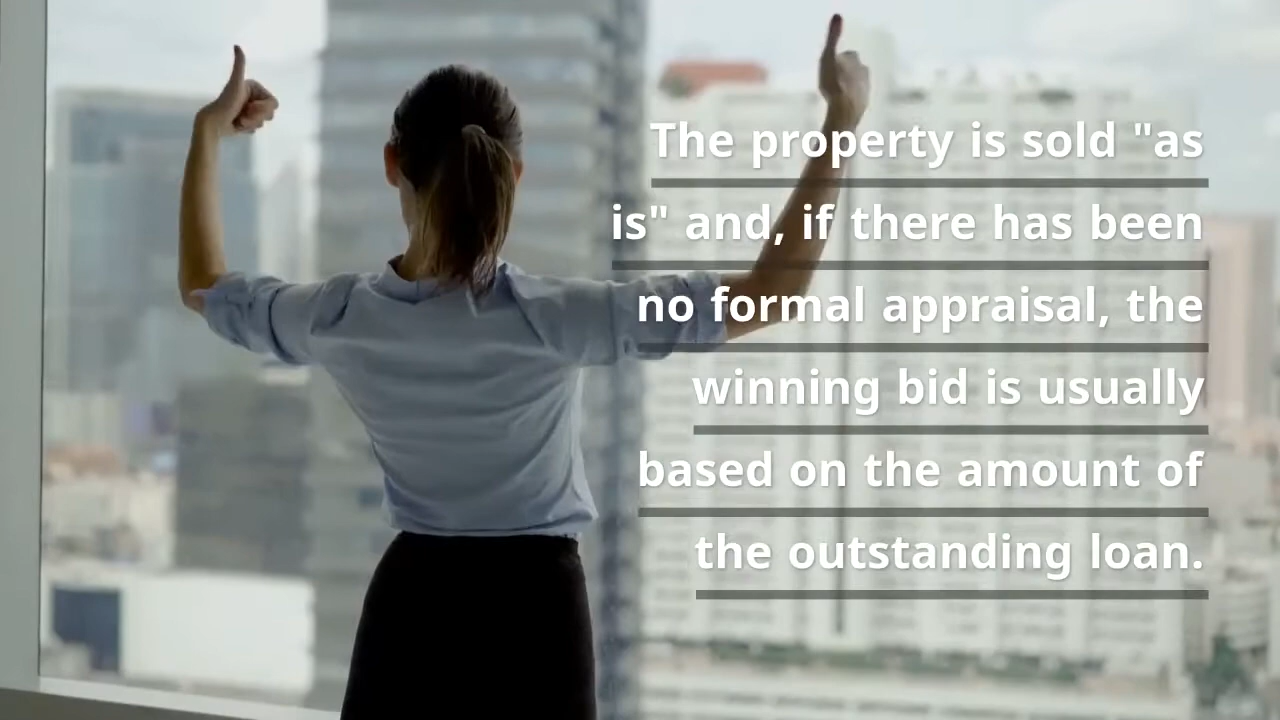 The property is sold "as
is" and, if there has been
no formal appraisal, the
winning bid is usually
based on the amount of
the outstanding loan.